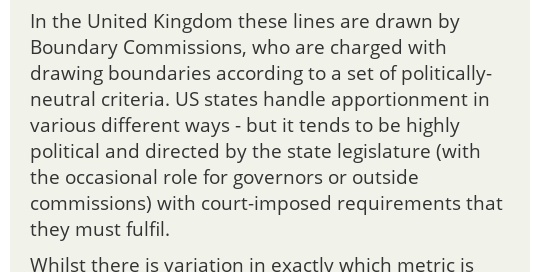 In the United Kingdom these lines are drawn by
Boundary Commissions, who are charged with
drawing boundaries according to a set of politically-
neutral criteria. US states handle apportionment in
various different ways - but it tends to be highly
political and directed by the state legislature (with
the occasional role for governors or outside
commissions) with court-imposed requirements that
they must fulfil.
Whilst there is variation in exactly which metric is